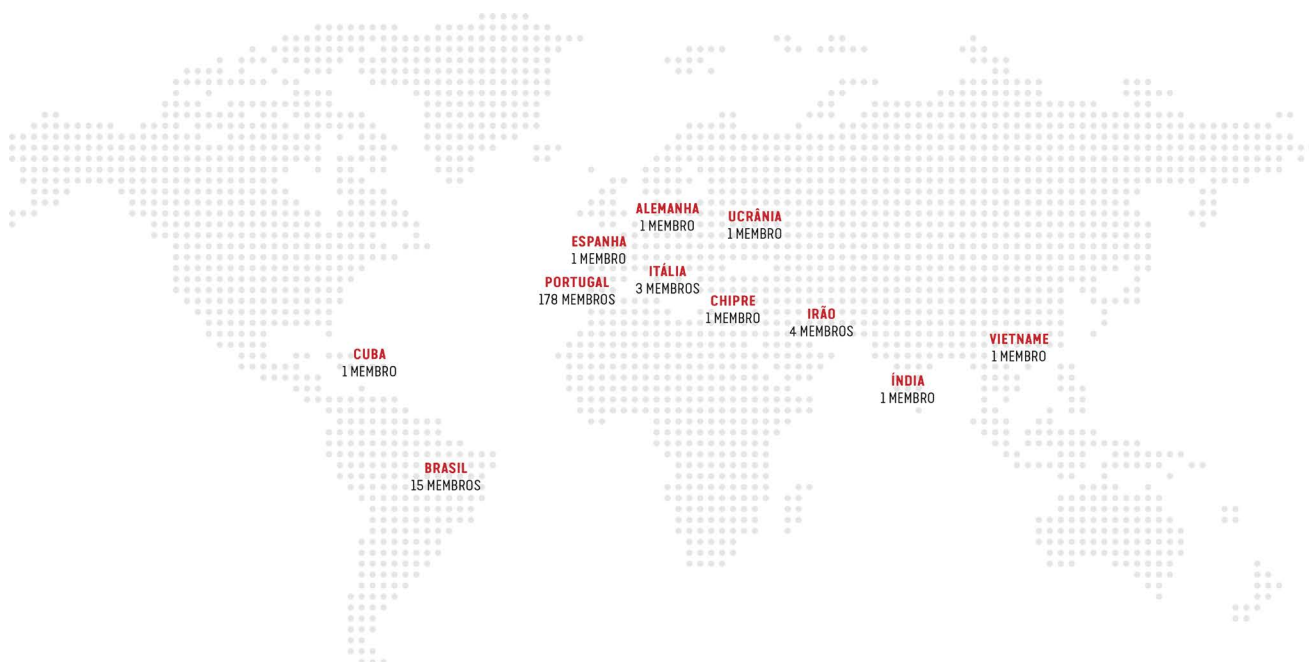 ALEMANHA
1 MEMBRO
UCRÂNIA
1 MEMBRO
ESPANHA
1 MEMBRO
ITÁLIA
3 MEMBROS
PORTUGAL
178 MEMBROS
CHIPRE
1 MEMBRO
IRÃO
4 MEMBROS
VIETNAME
1 MEMBRO
CUBA
1 MEMBRO
ÍNDIA
1 MEMBRO
BRASIL
15 MEMBROS